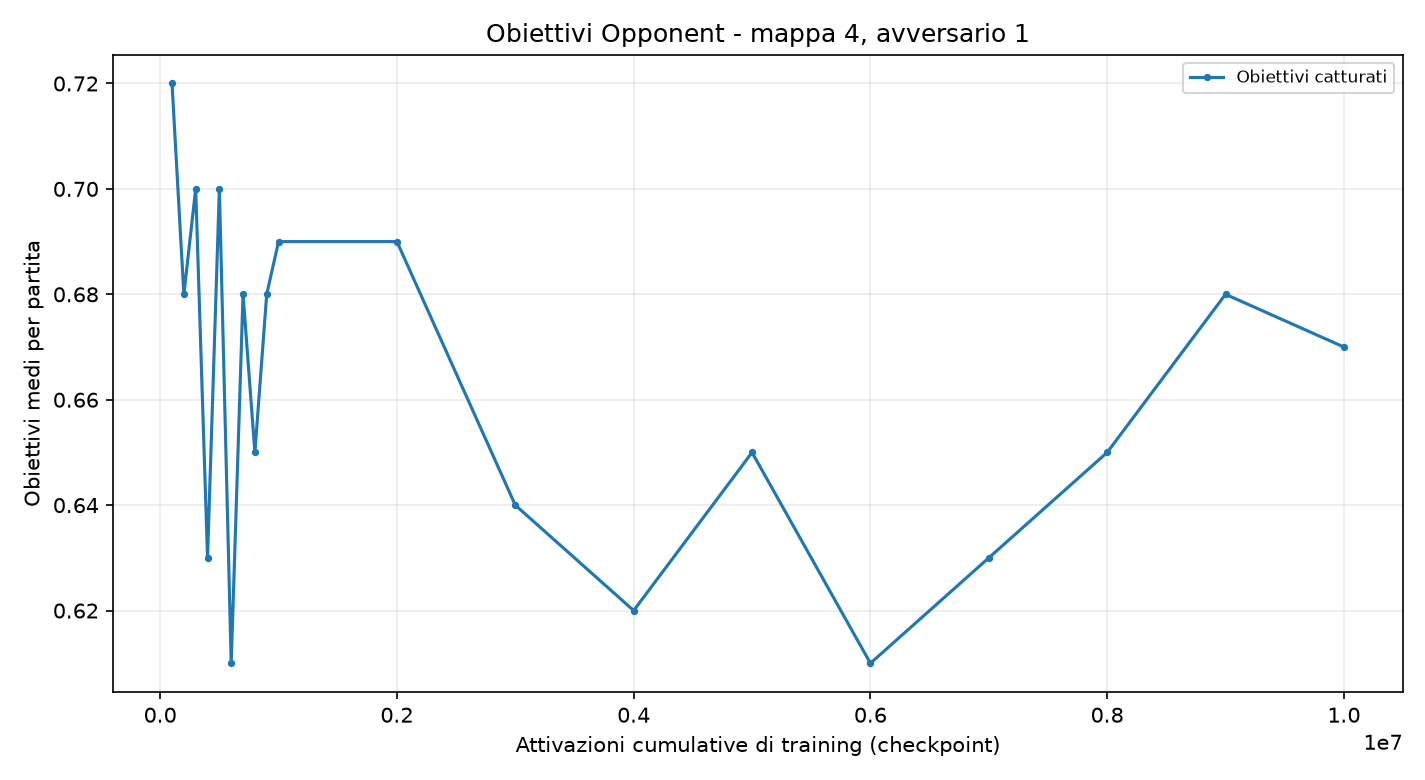 Obiettivi Opponent - mappa 4, avversario 1
Obiettivi catturati
Obiettivi medi per partita
0.72
0.70
0.68
0.66
0.64
0.62
0.0 0.2 0.4 0.6 0.8 1.0
1e7
Attivazioni cumulative di training (checkpoint)